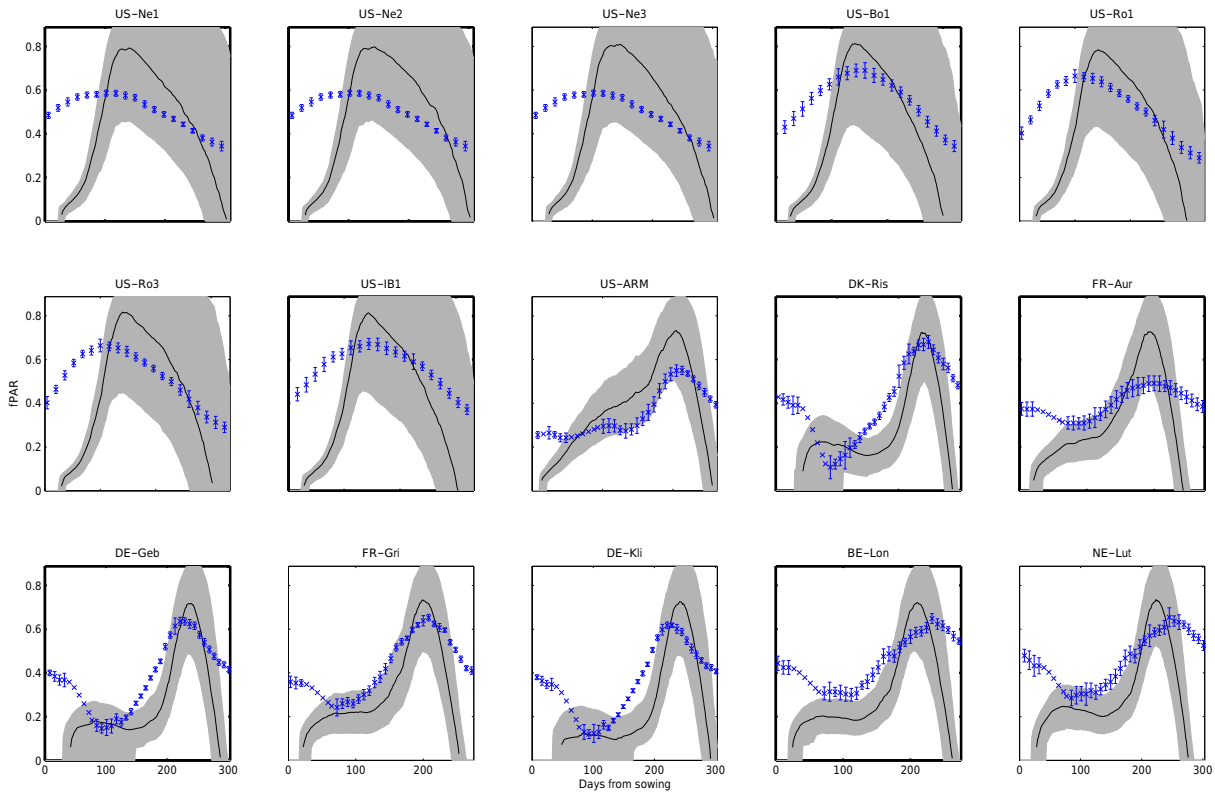 US−Ne1 US−Ne2 US−Ne3 US−Bo1 US−Ro1
0.8
0.6
0.4
0.2
0
US−Ro3 US−IB1 US−ARM DK−Ris FR−Aur
0.8
0.6
fPAR
0.4
0.2
0
DE−Geb FR−Gri DE−Kli BE−Lon NE−Lut
0.8
0.6
0.4
0.2
0
0 100 200 300 0 100 200 0 100 200 300 0 100 200 0 100 200 300
Days from sowing